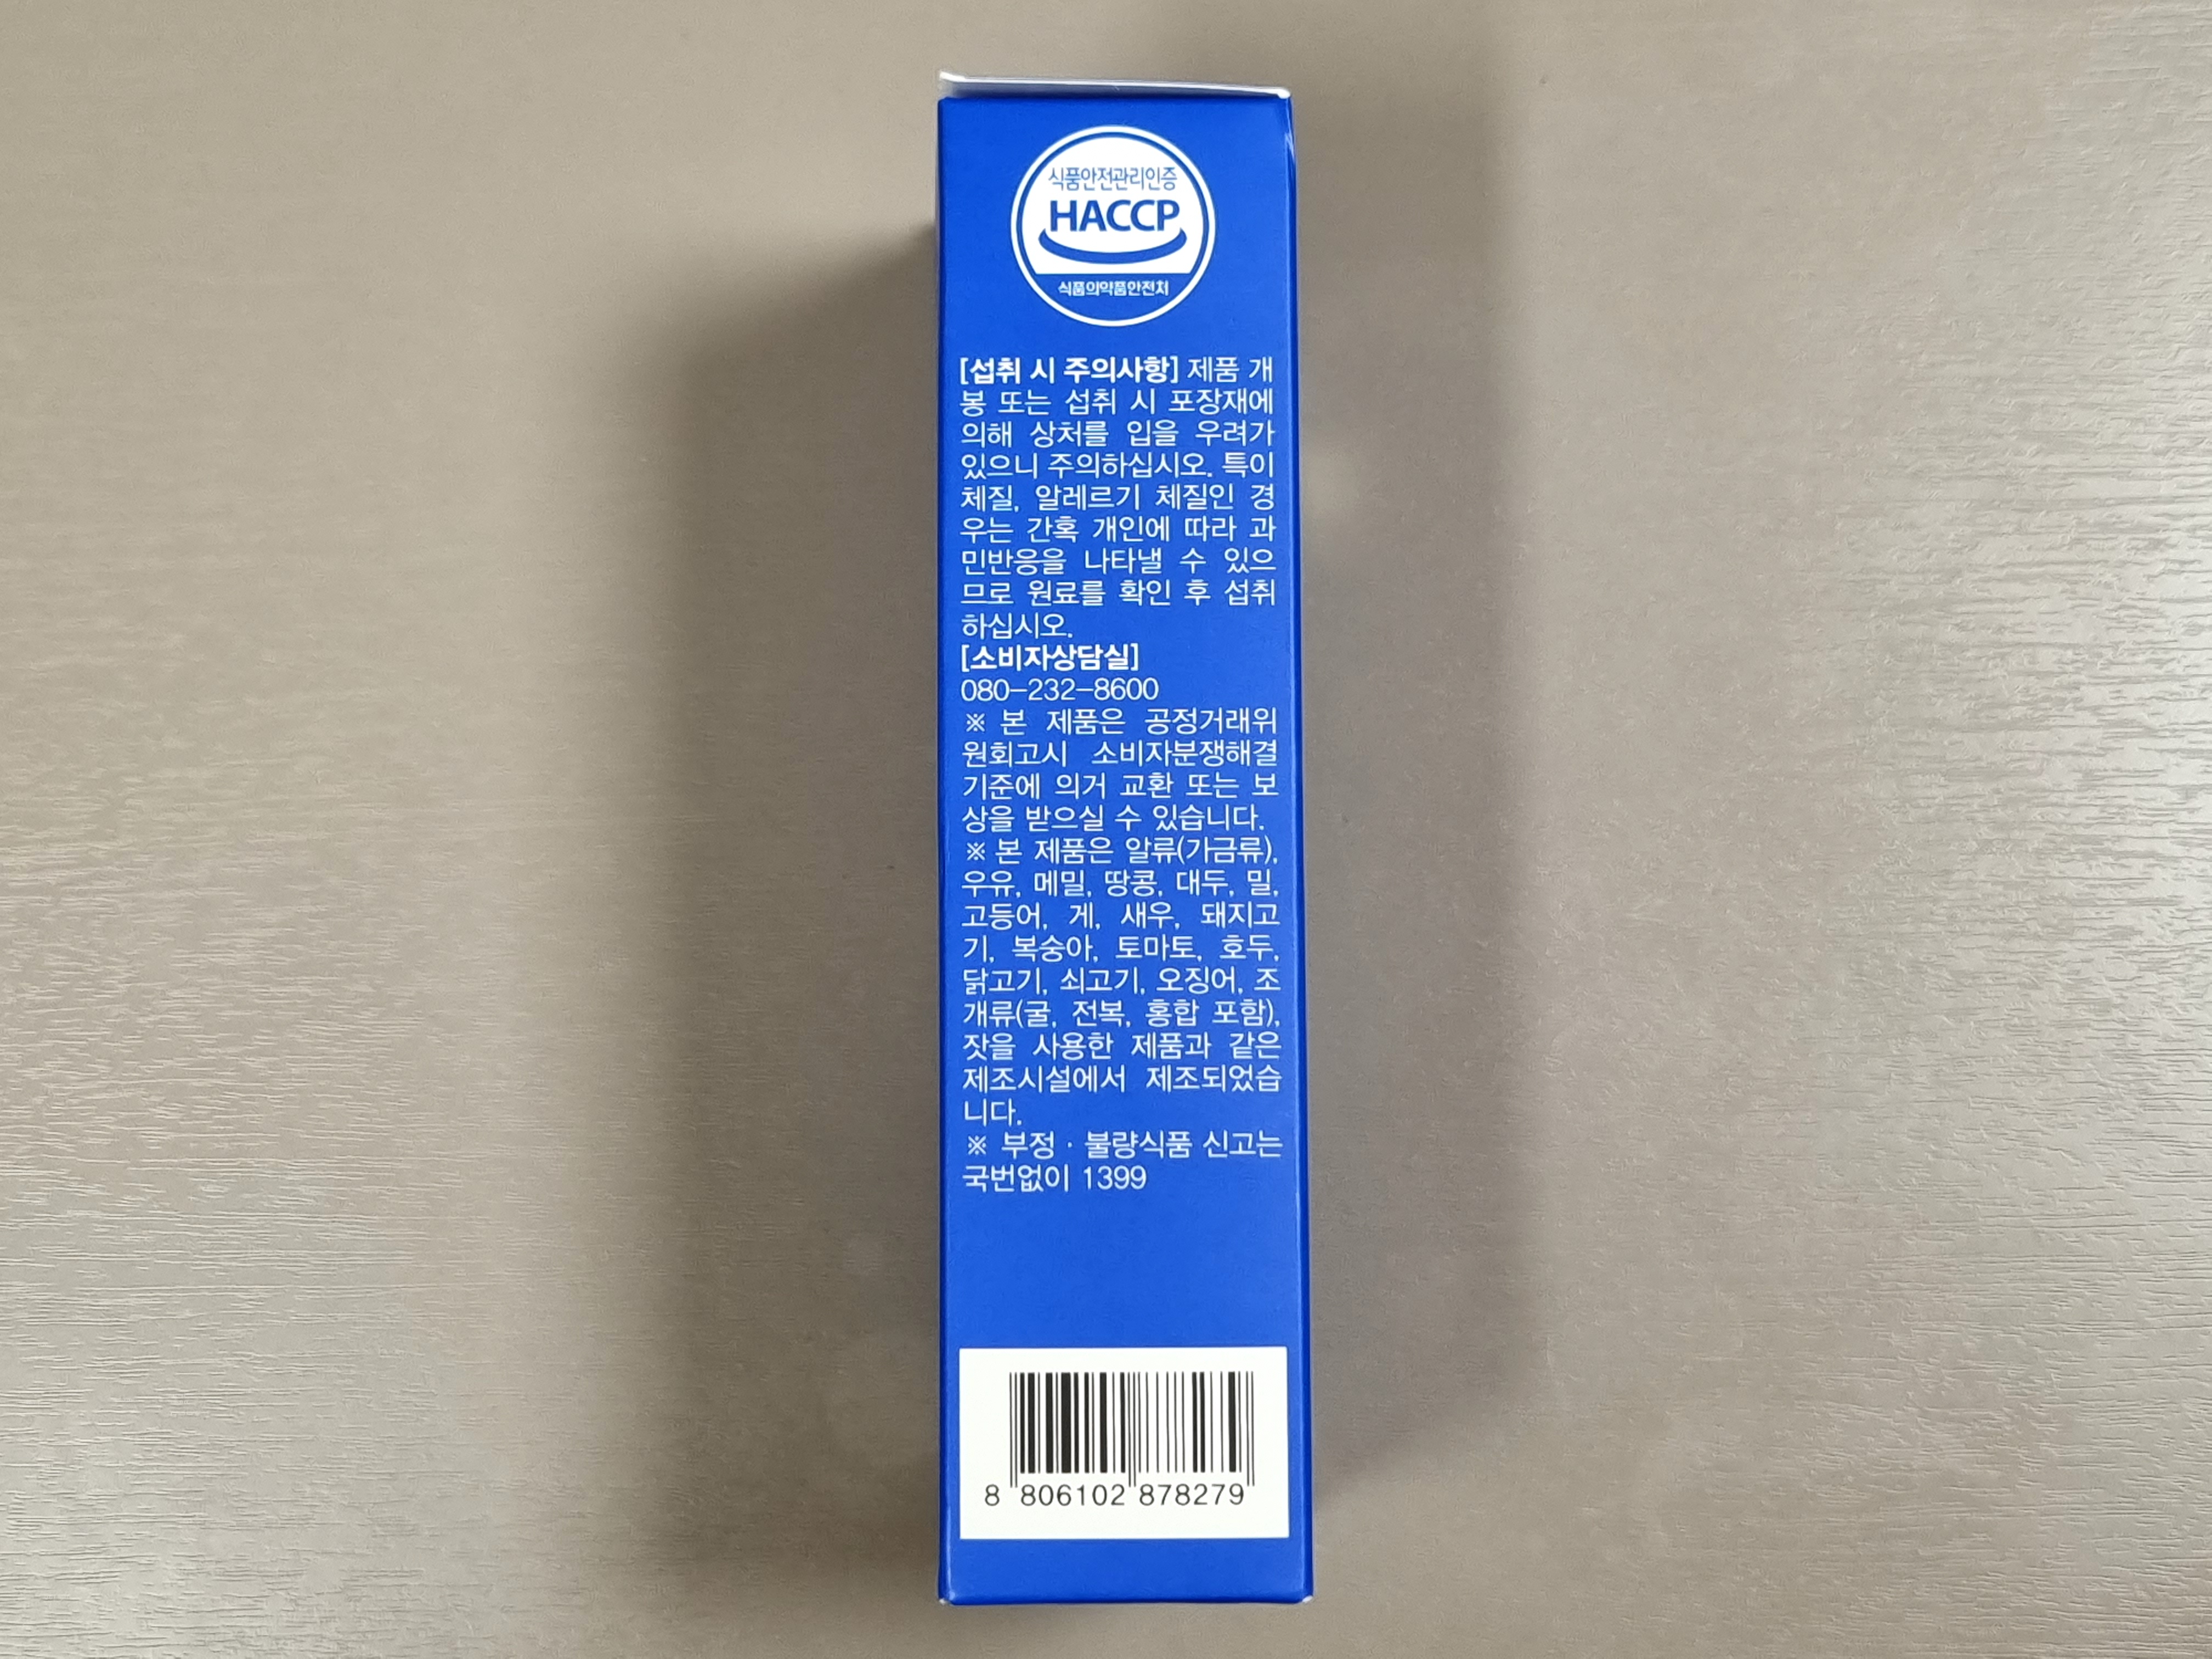 식품안전관리인증
HACCP
식품의약품안전처
[섭취 시 주의사항] 제품 개
봉 또는 섭취 시 포장재에
의해 상처를 입을 우려가
있으니 주의하십시오. 특이
체질, 알레르기 체질인 경
우는 간혹 개인에 따라 과
민반응을 나타낼 수 있으
므로 원료를 확인 후 섭취
하십시오.
[소비자상담실]
080-232-8600
※ 본 제품은 공정거래위
원회고시 소비자분쟁해결
기준에 의거 교환 또는 보
상을 받으실 수 있습니다.
※ 본 제품은 알류(가금류),
우유, 메밀, 땅콩, 대두, 밀,
고등어, 게, 새우, 돼지고
기, 복숭아, 토마토, 호두,
닭고기, 쇠고기, 오징어, 조
개류(굴, 전복, 홍합 포함),
잣을 사용한 제품과 같은
제조시설에서 제조되었습
니다.
※ 부정 · 불량식품 신고는
국번없이 1399
8 806102 878279